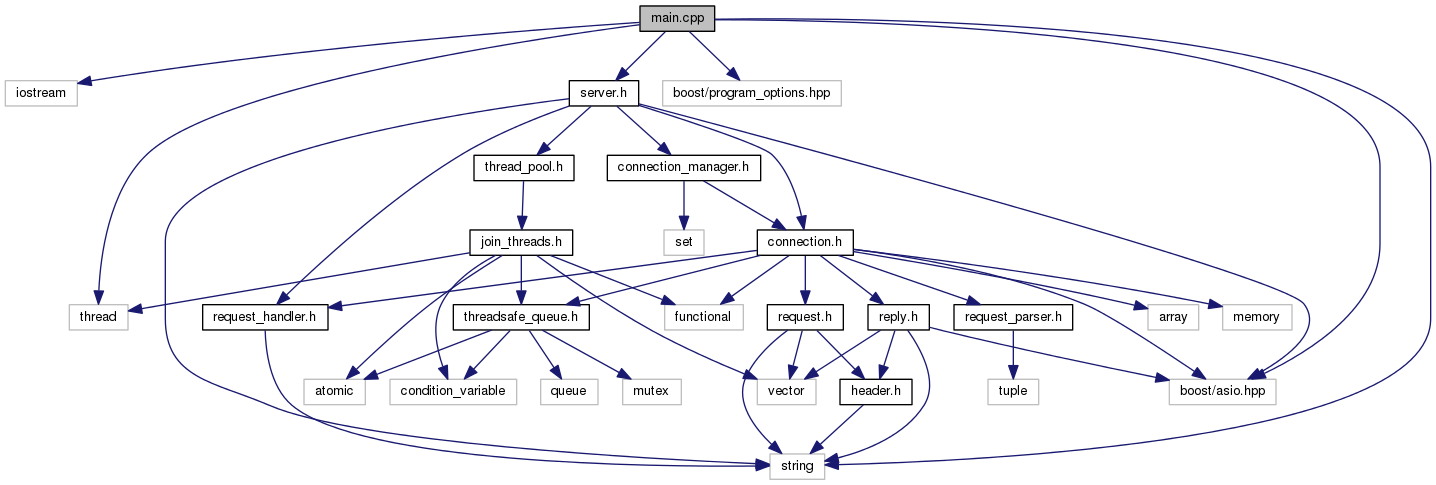 main.cpp
iostream
server.h
boost/program_options.hpp
thread_pool.h
connection_manager.h
join_threads.h
set
connection.h
thread
request_handler.h
threadsafe_queue.h
functional
request.h
reply.h
request_parser.h
array
memory
atomic
condition_variable
queue
mutex
vector
header.h
tuple
boost/asio.hpp
string